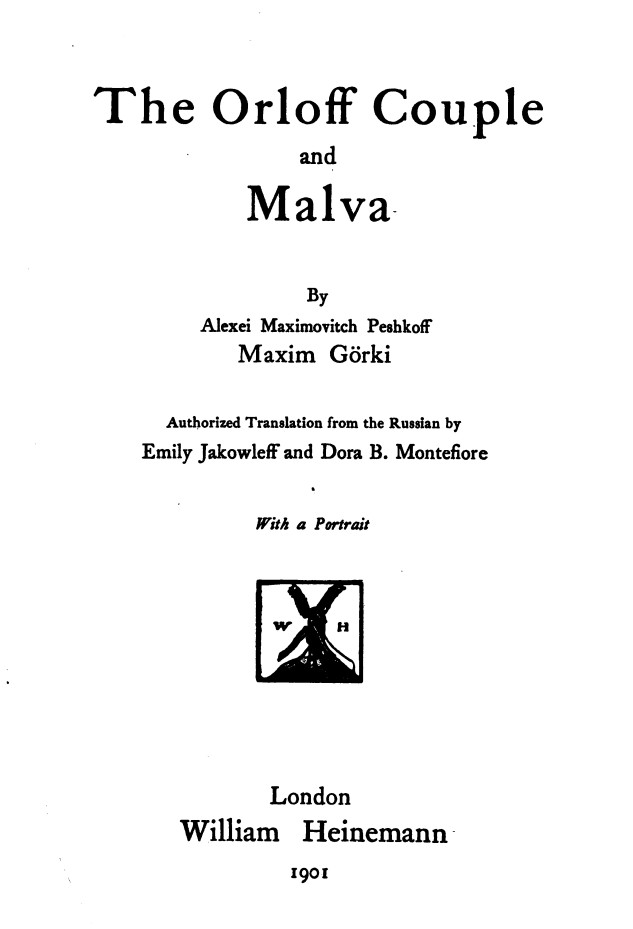 The Orloff Couple
and
Malva
By
Alexei Maximovitch Peshkoff
Maxim Görki
Authorized Translation from the Russian by
Emily Jakowleff and Dora B. Montefiore
With a Portrait
W H
London
William Heinemann
1901